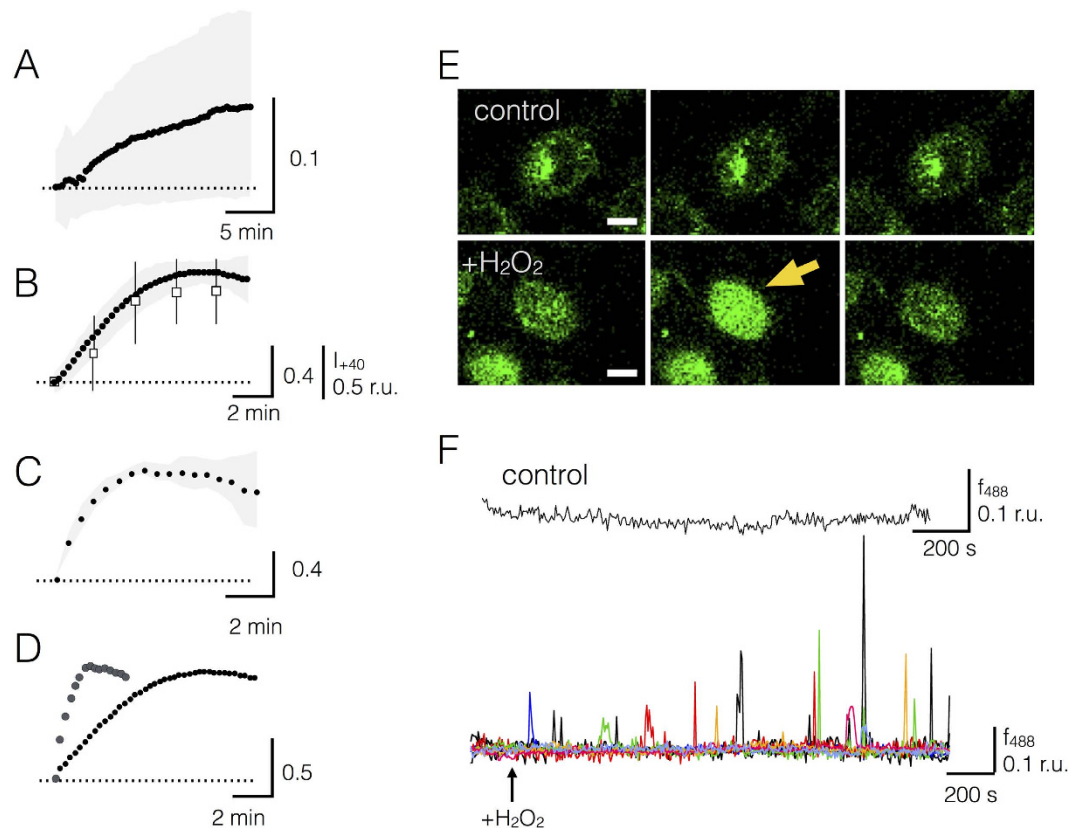 A
0.1
5 min
B
0.4
I₊₄₀
0.5 r.u.
2 min
C
0.4
2 min
D
0.5
2 min
E
control
+H₂O₂
F
control
f₄₈₈
0.1 r.u.
200 s
f₄₈₈
0.1 r.u.
200 s
+H₂O₂